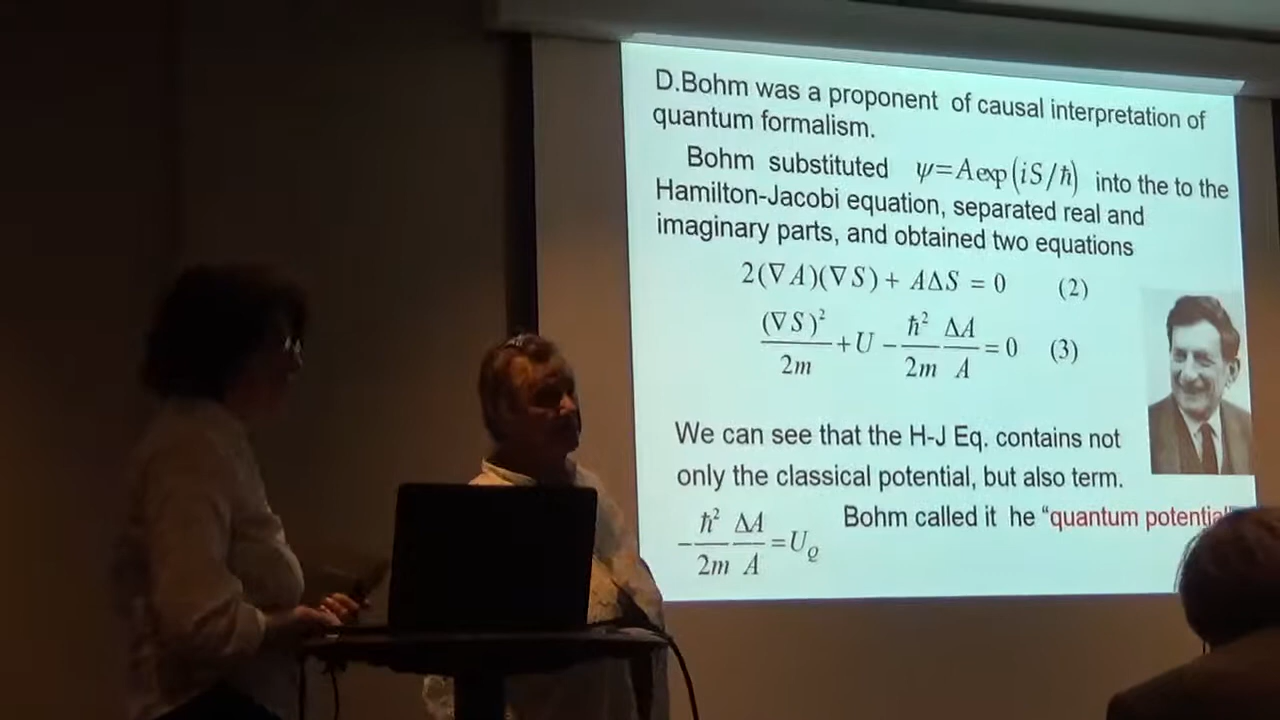 D.Bohm was a proponent of causal interpretation of
quantum formalism.
Bohm substituted ψ=Aexp(iS/ħ) into the to the
Hamilton-Jacobi equation, separated real and
imaginary parts, and obtained two equations
2(∇A)(∇S)+ AΔS = 0 (2)
(∇S)²/2m +U − ħ²/2m ΔA/A =0 (3)
We can see that the H-J Eq. contains not
only the classical potential, but also term.
−ħ²/2m ΔA/A =U_Q Bohm called it he “quantum potential”